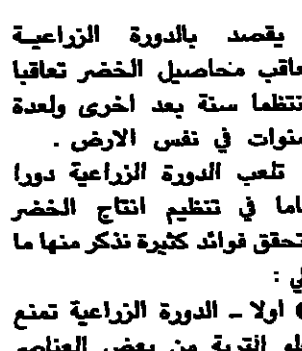 يقصد بالدورة الزراعية
تعاقب محاصيل الخضر تعاقبا
منتظما سنة بعد اخرى ولعدة
سنوات في نفس الارض .
تلعب الدورة الزراعية دورا
هاما في تنظيم انتاج الخضر
وتحقق فوائد كثيرة نذكر منها ما
يلي :
اولا ــ الدورة الزراعية تمنع
التربة من بعض العناصر